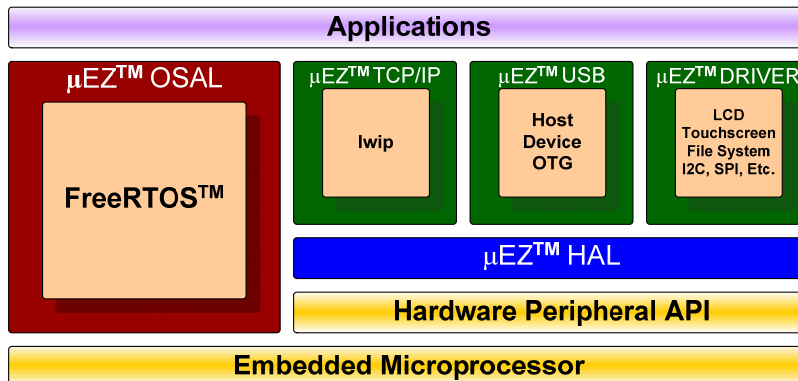 Applications
μEZ™ OSAL
FreeRTOS™
μEZ™ TCP/IP
lwip
μEZ™ USB
Host
Device
OTG
μEZ™ DRIVER
LCD
Touchscreen
File System
I2C, SPI, Etc.
μEZ™ HAL
Hardware Peripheral API
Embedded Microprocessor